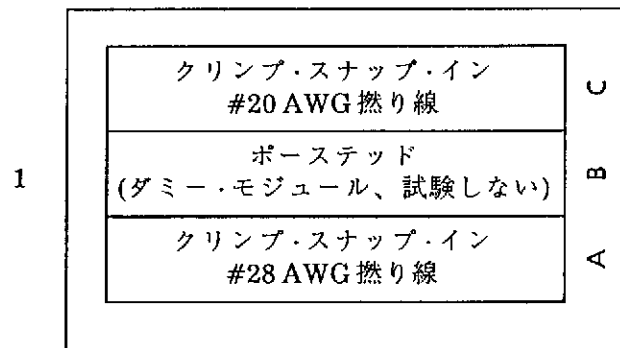 1
クリンプ・スナップ・イン
#20 AWG 撚り線
C
ポーステッド
(ダミー・モジュール、試験しない)
B
クリンプ・スナップ・イン
#28 AWG 撚り線
A